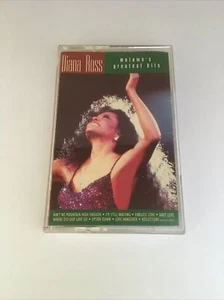 Diana Ross
motown's
greatest hits
AIN'T NO MOUNTAIN HIGH ENOUGH • I'M STILL WAITING • ENDLESS LOVE • BABY LOVE
WHERE DID OUR LOVE GO • UPSIDE DOWN • LOVE HANGOVER • REFLECTIONS